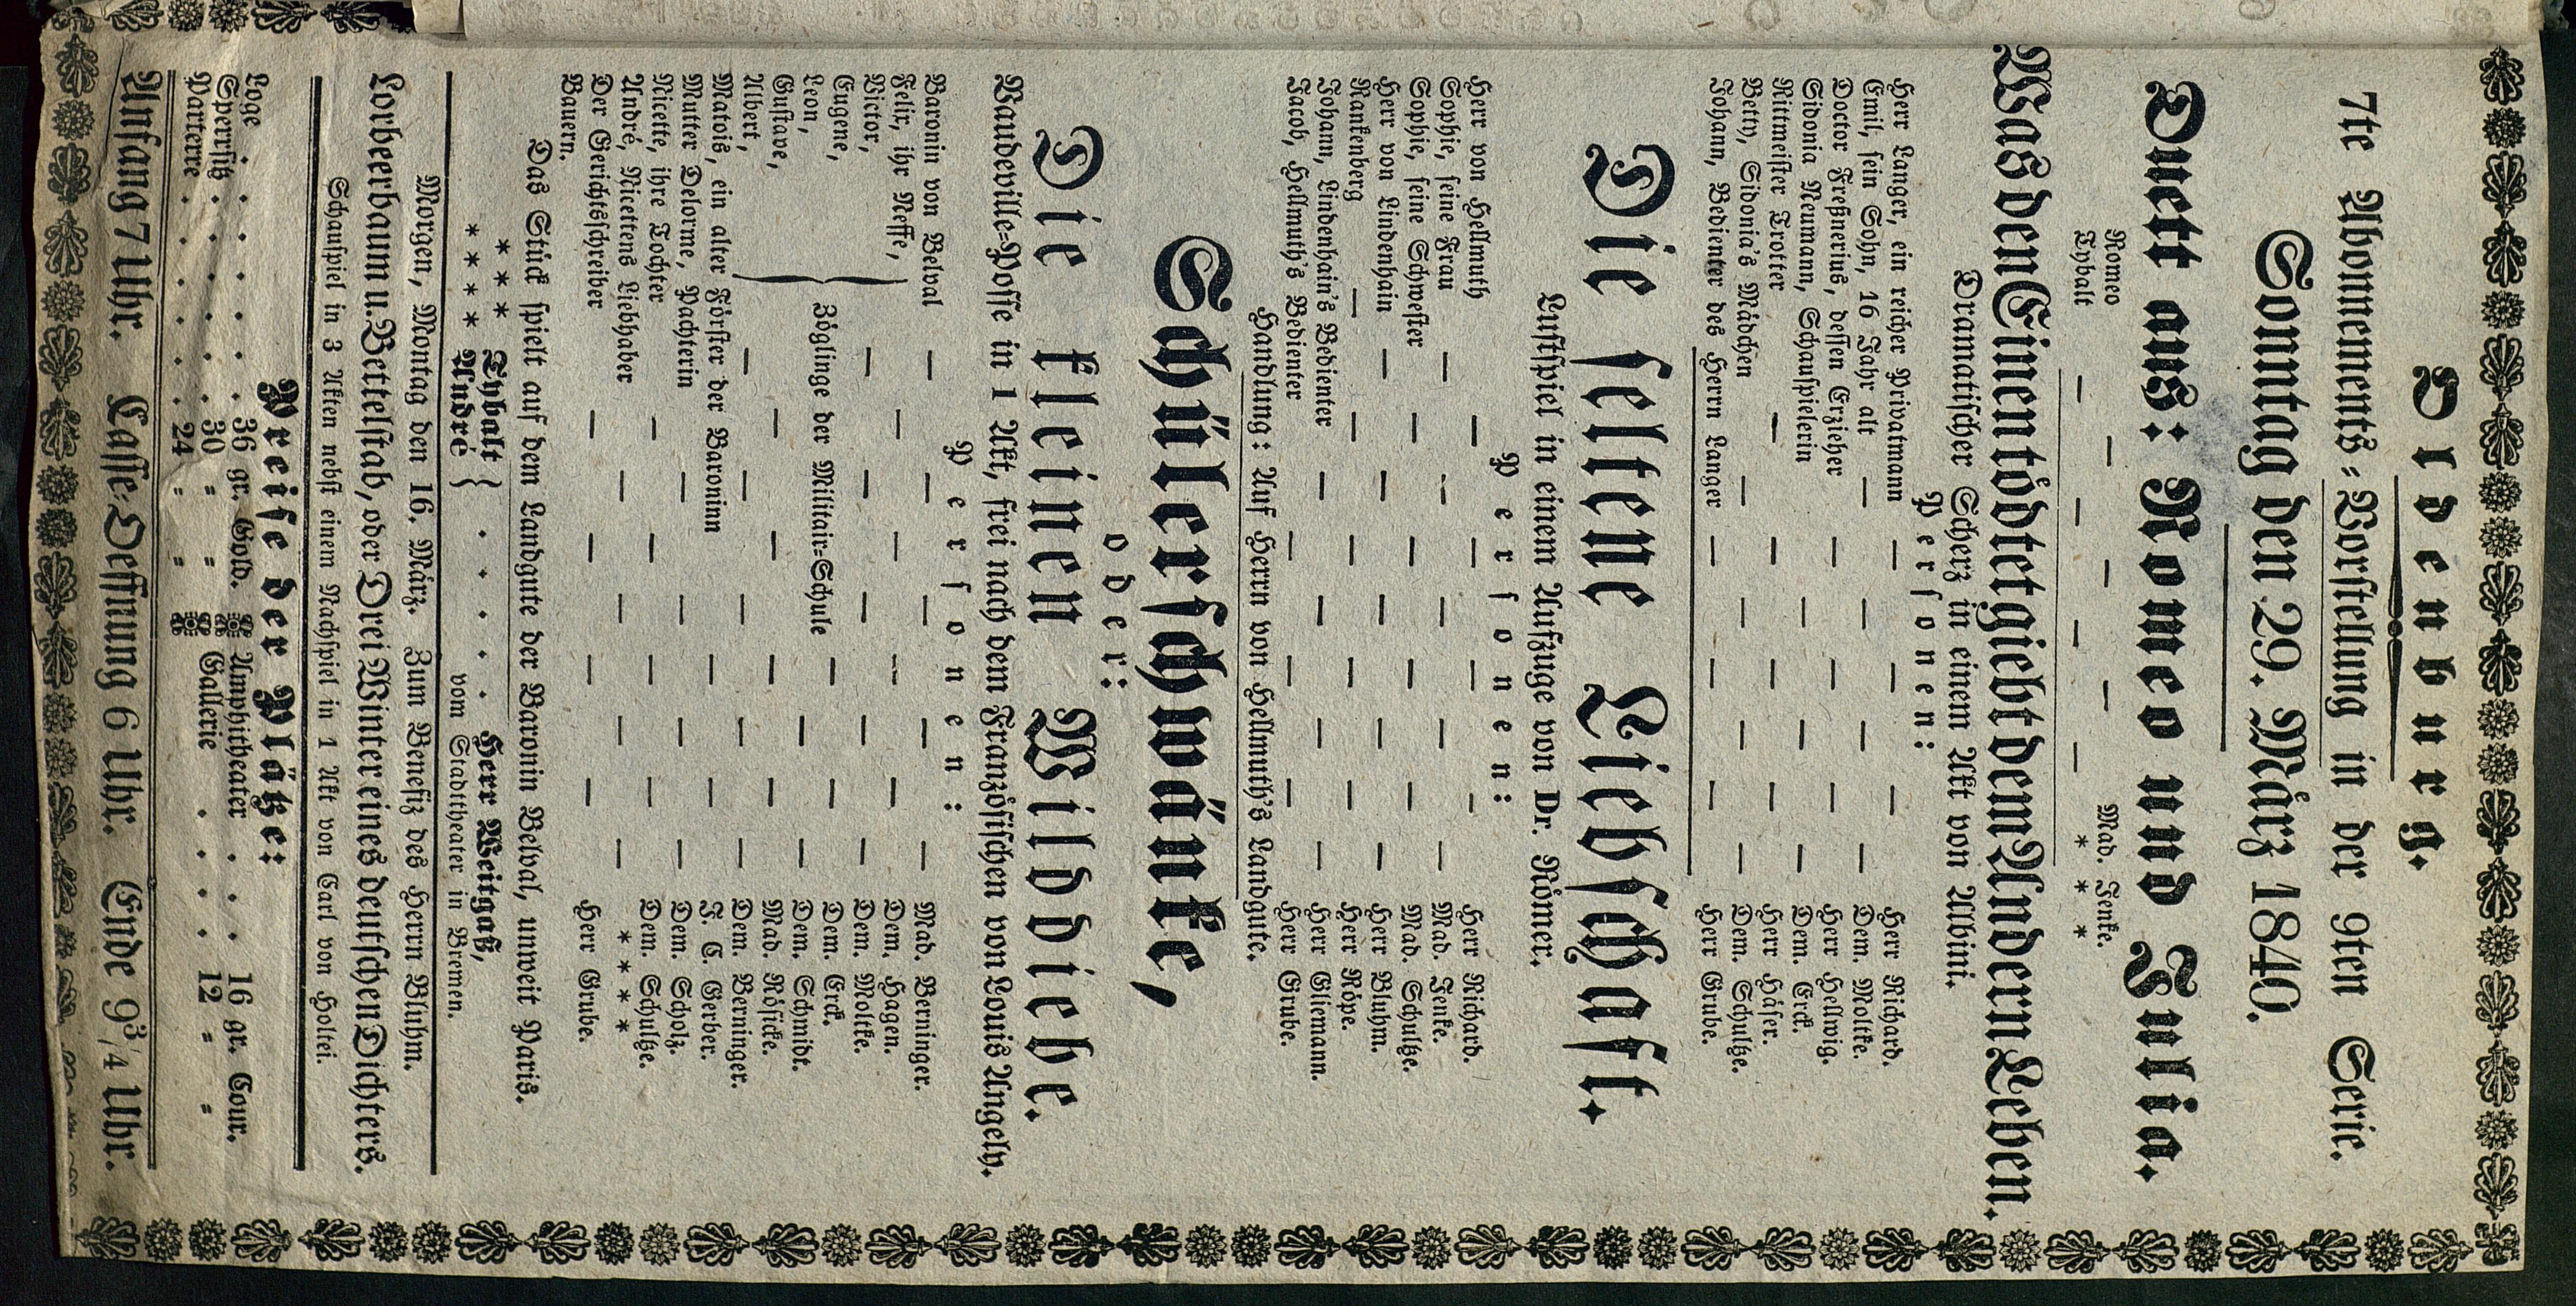 Oldenburg.
7te Abonnements-Vorstellung in der 9ten Serie.
Sonntag den 29. März 1840.
Duett aus: Romeo und Julia.
Romeo — — — — Mad. Jenke.
Tybalt — — — — * * *
Was dem Einen tödtet giebt dem Andern Leben.
Dramatischer Scherz in einem Akt von Albini.
Personen:
Herr Langer, ein reicher Privatmann — — — Herr Richard.
Emil, sein Sohn, 16 Jahr alt — — — — Dem. Moltke.
Doctor Freßnerius, dessen Erzieher — — — Herr Hellwig.
Sidonia Neumann, Schauspielerin — — — Dem. Erck.
Rittmeister Trotter — — — — Herr Häser.
Betty, Sidonia's Mädchen — — — — Dem. Schultze.
Johann, Bedienter des Herrn Langer — — — Herr Grube.
Die seltene Liebschaft.
Lustspiel in einem Aufzuge von Dr. Römer.
Personen:
Herr von Hellmuth — — — — Herr Richard.
Sophie, seine Frau — — — — — Mad. Jenke.
Sophie, seine Schwester — — — — Mad. Schultze.
Herr von Lindenhain — — — — — Herr Bluhm.
Rankenberg — — — — — — Herr Röpe.
Johann, Lindenhain's Bedienter — — — — Herr Gliemann.
Jacob, Hellmuth's Bedienter — — — Herr Grube.
Handlung: Auf Herrn von Hellmuth's Landgute.
Schülerschwänke,
oder:
Die kleinen Wilddiebe.
Vaudeville-Posse in 1 Akt, frei nach dem Französischen von Louis Angely.
Personen:
Baronin von Belval — — — — — Mad. Berninger.
Felix, ihr Neffe, — — — — — Dem. Hagen.
Victor, — — — — — Dem. Moltke.
Eugene, Dem. Erck.
Leon, Zöglinge der Militair-Schule — — — Dem. Schmidt.
Gustave, — — — — — Mad. Rösicke.
Albert, — — — — — Dem. Berninger.
Matois, ein alter Förster der Baroninn J. C. Gerber.
Mutter Delorme, Pachterin — — — — Dem. Scholz.
Nicette, ihre Tochter — — — — — Dem. Schultze.
André, Nicettens Liebhaber — — — — * * * *
Der Gerichtsschreiber — — — — — Herr Grube.
Bauern.
Das Stück spielt auf dem Landgute der Baronin Belval, unweit Paris.
* * * Tybalt
* * * * André } . . . . . Herr Weitgaß,
vom Stadttheater in Bremen.
Morgen, Montag den 16. März. Zum Benefiz des Herrn Bluhm.
Lorbeerbaum u. Bettelstab, oder Drei Winter eines deutschen Dichters.
Schauspiel in 3 Akten nebst einem Nachspiel in 1 Akt von Carl von Holtei.
Preise der Plätze:
Loge . . . . . . 36 gr. Gold. Amphitheater . . . 16 gr. Cour.
Sperrsitz . . . . . 30 = = Gallerie . . . . 12 = =
Parterre . . . . . 24 = =
Anfang 7 Uhr. Casse-Oeffnung 6 Uhr. Ende 9¾ Uhr.